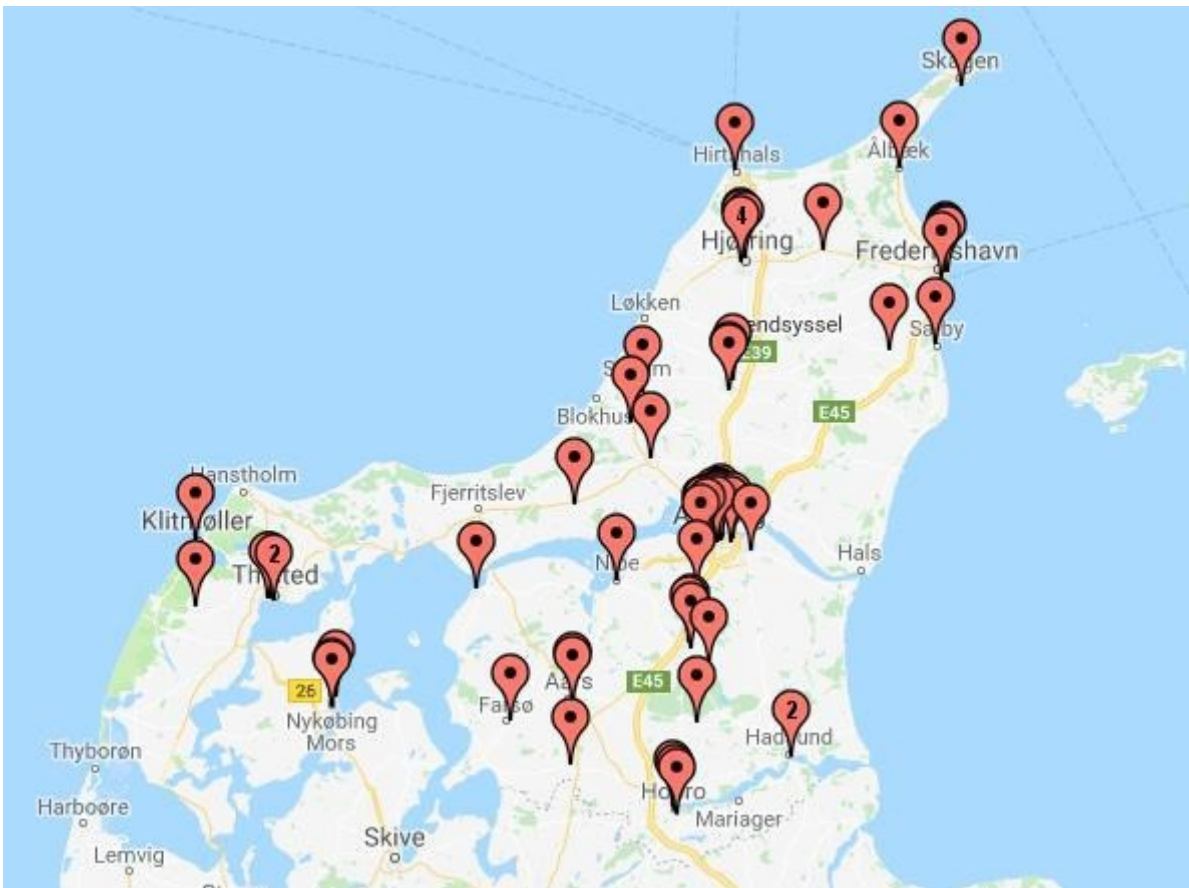 Skagen
Hirtshals
Ålbæk
4
Hjørring
Frederikshavn
Løkken
endsyssel
Sæby
E39
Blokhus
E45
Hanstholm
Fjerritslev
Klitmøller
2
Thisted
Nibe
Hals
26
Aars
E45
Farsø
2
Nykøbing
Mors
Hadsund
Thyborøn
Hobro
Harboøre
Mariager
Skive
Lemvig